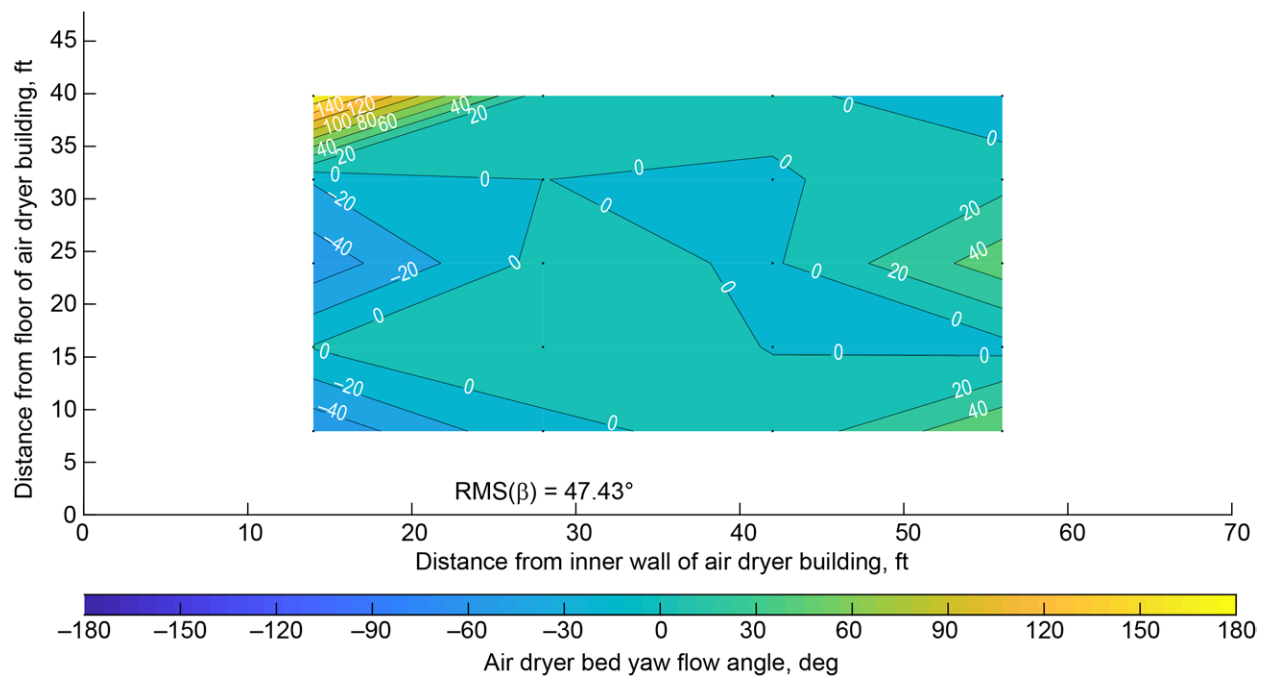 Distance from floor of air dryer building, ft
45
40
35
30
25
20
15
10
5
0
140 120 40 0
100 80 60 20
40 20 0
0 0 0 0
−20 0 20
−40 0 40
−20 0 0 20
0 0 0
0 0 0
−20 0 20
−40 0 40
RMS(β) = 47.43°
0 10 20 30 40 50 60 70
Distance from inner wall of air dryer building, ft
−180 −150 −120 −90 −60 −30 0 30 60 90 120 150 180
Air dryer bed yaw flow angle, deg